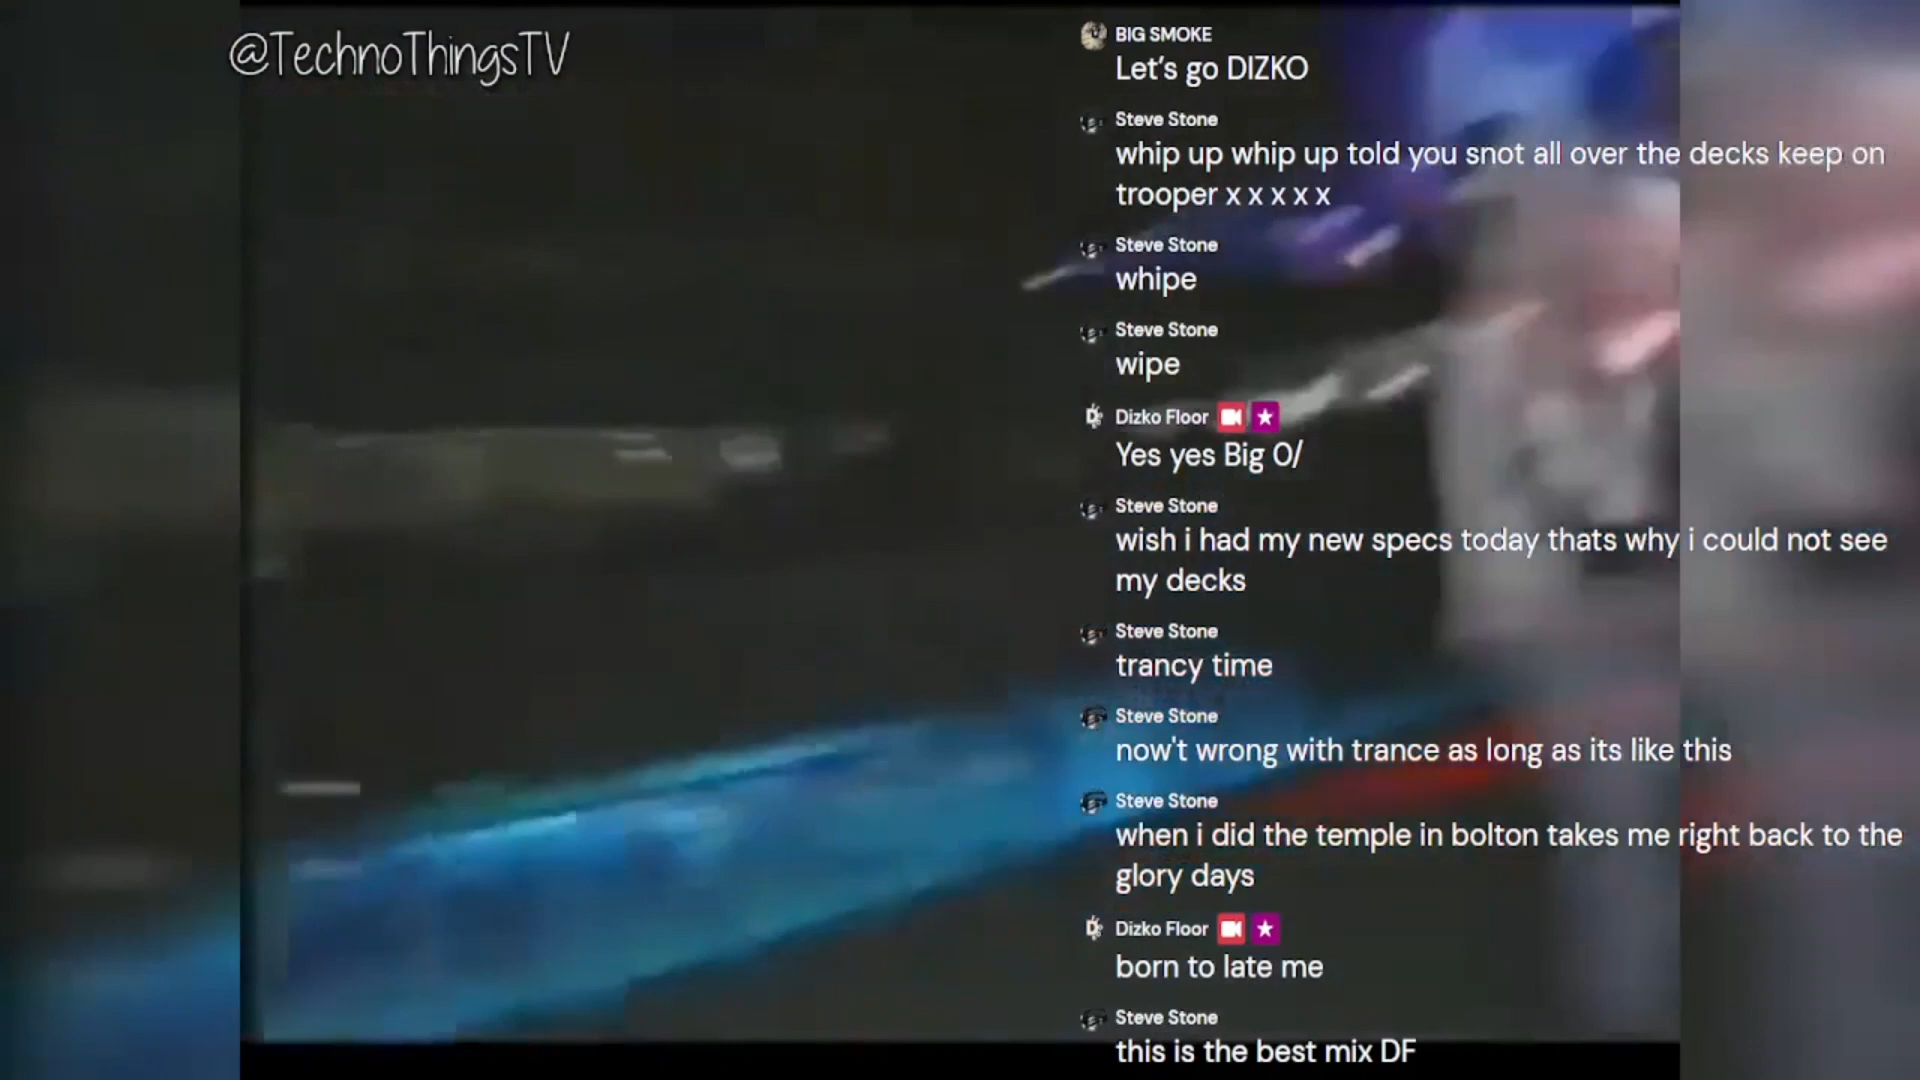 @TechnoThingsTV
BIG SMOKE
Let's go DIZKO
Steve Stone
whip up whip up told you snot all over the decks keep on
trooper x x x x x
Steve Stone
whipe
Steve Stone
wipe
Dizko Floor
Yes yes Big O/
Steve Stone
wish i had my new specs today thats why i could not see
my decks
Steve Stone
trancy time
Steve Stone
now't wrong with trance as long as its like this
Steve Stone
when i did the temple in bolton takes me right back to the
glory days
Dizko Floor
born to late me
Steve Stone
this is the best mix DF